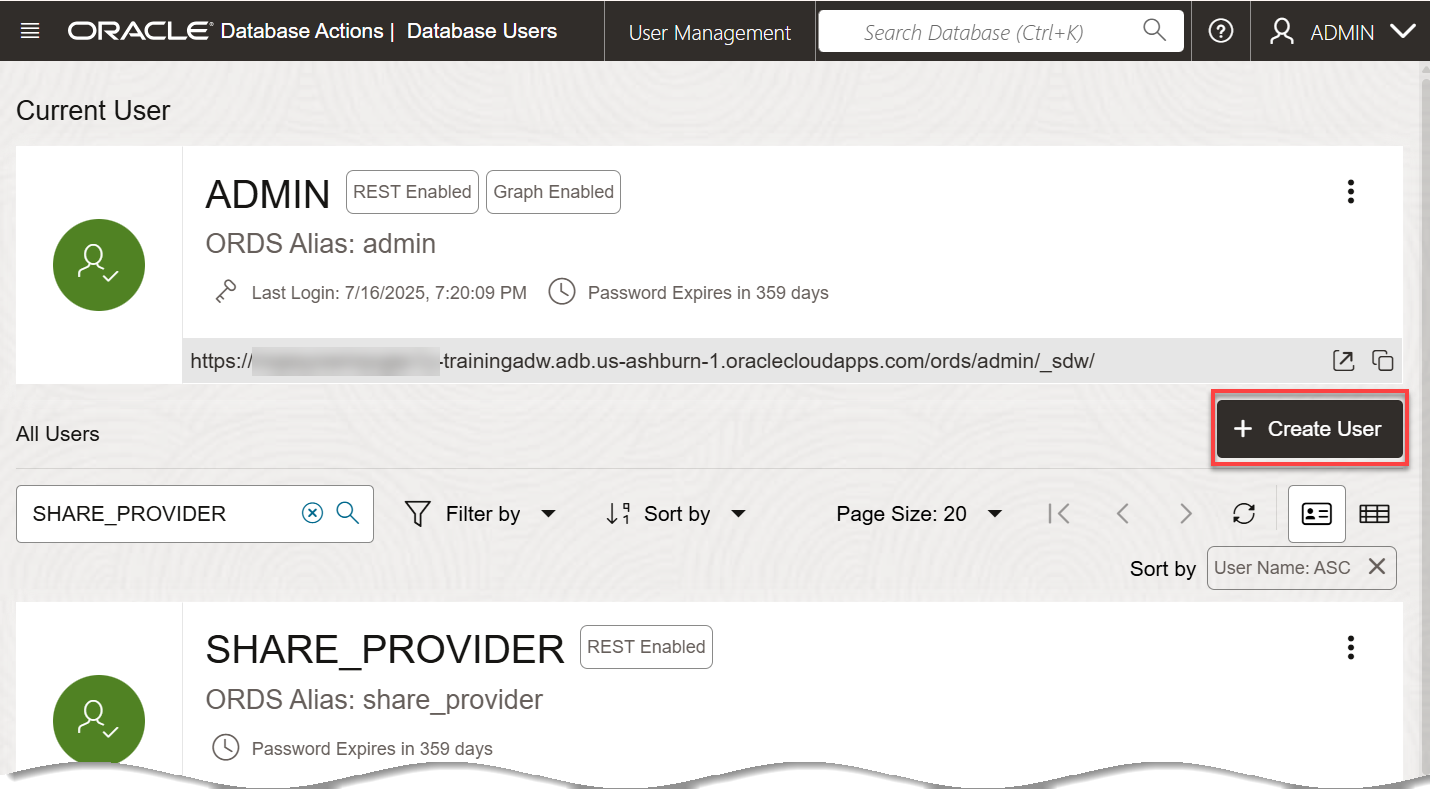 ORACLE Database Actions | Database Users User Management Search Database (Ctrl+K) ADMIN
Current User
ADMIN REST Enabled Graph Enabled
ORDS Alias: admin
Last Login: 7/16/2025, 7:20:09 PM Password Expires in 359 days
https:// -trainingadw.adb.us-ashburn-1.oraclecloudapps.com/ords/admin/_sdw/
All Users + Create User
SHARE_PROVIDER Filter by Sort by Page Size: 20
Sort by User Name: ASC
SHARE_PROVIDER REST Enabled
ORDS Alias: share_provider
Password Expires in 359 days